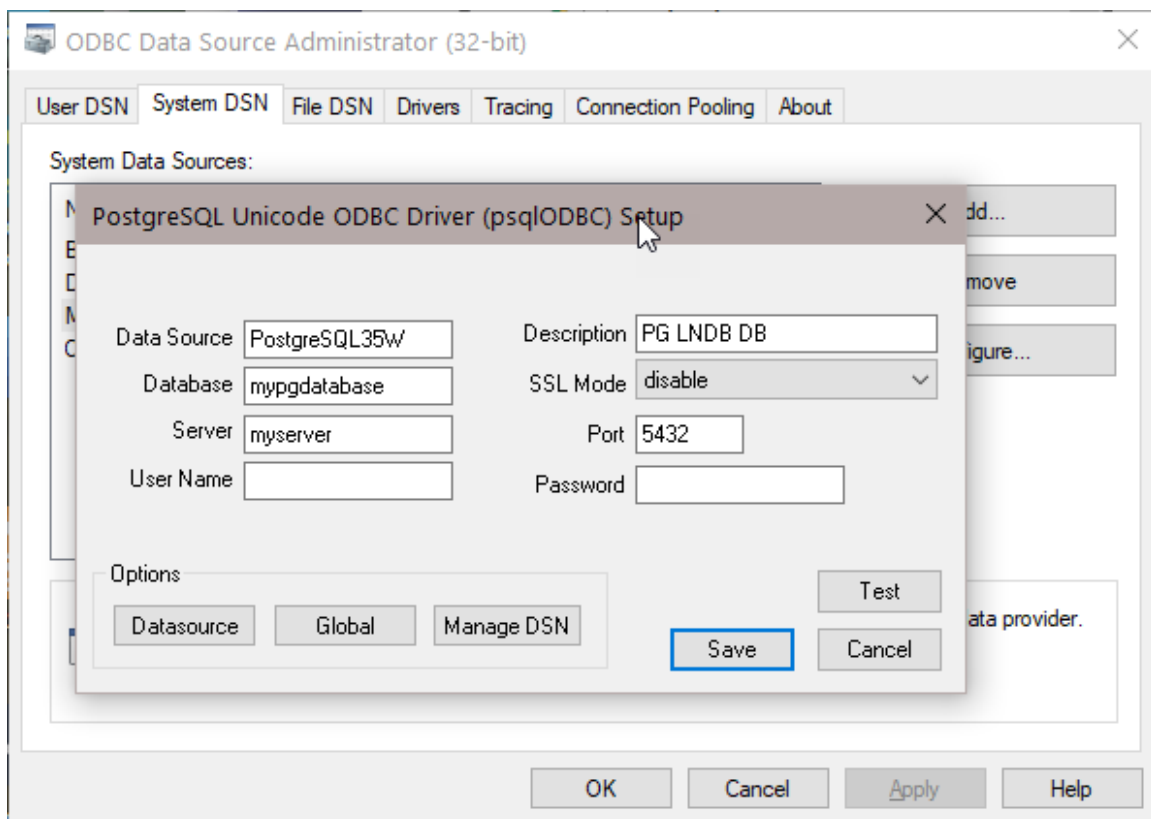 ODBC Data Source Administrator (32-bit)
User DSN System DSN File DSN Drivers Tracing Connection Pooling About
System Data Sources:
PostgreSQL Unicode ODBC Driver (psqlODBC) Setup
Data Source PostgreSQL35W Description PG LNDB DB
Database mypgdatabase SSL Mode disable
Server myserver Port 5432
User Name Password
Options
Datasource Global Manage DSN
Test
Save Cancel
ata provider.
OK Cancel Apply Help